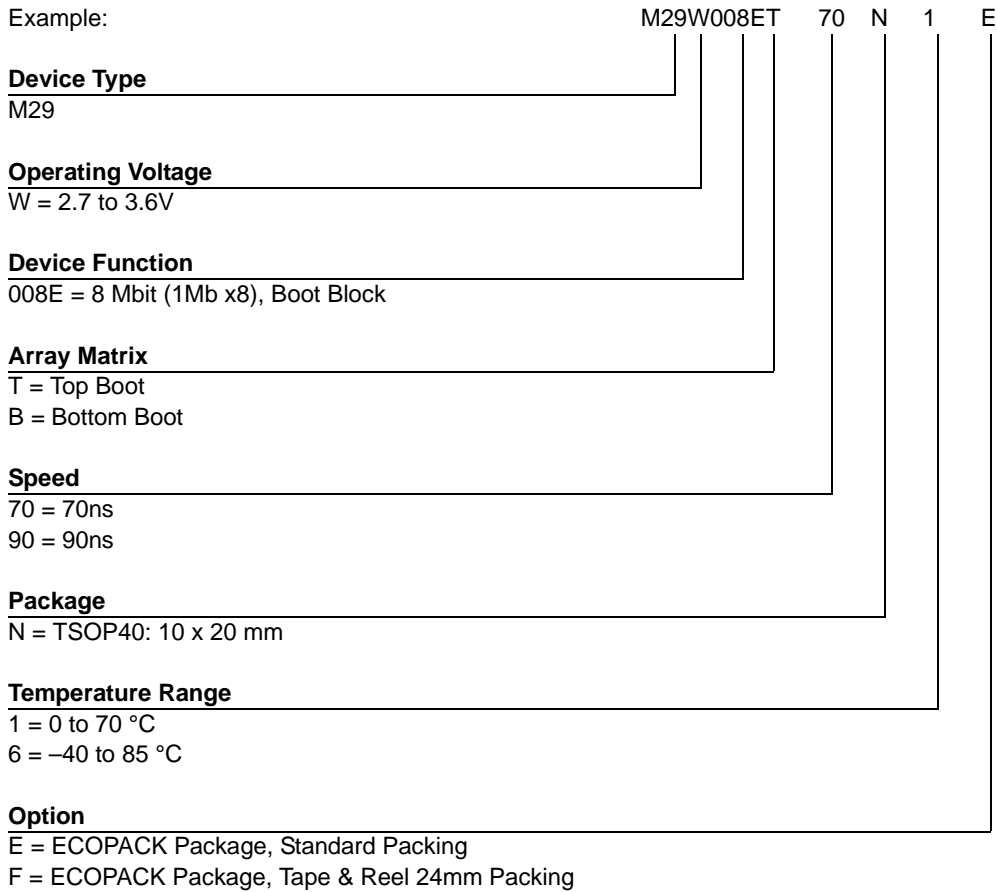 Example: M29W008ET 70 N 1 E
Device Type
M29
Operating Voltage
W = 2.7 to 3.6V
Device Function
008E = 8 Mbit (1Mb x8), Boot Block
Array Matrix
T = Top Boot
B = Bottom Boot
Speed
70 = 70ns
90 = 90ns
Package
N = TSOP40: 10 x 20 mm
Temperature Range
1 = 0 to 70 °C
6 = –40 to 85 °C
Option
E = ECOPACK Package, Standard Packing
F = ECOPACK Package, Tape & Reel 24mm Packing